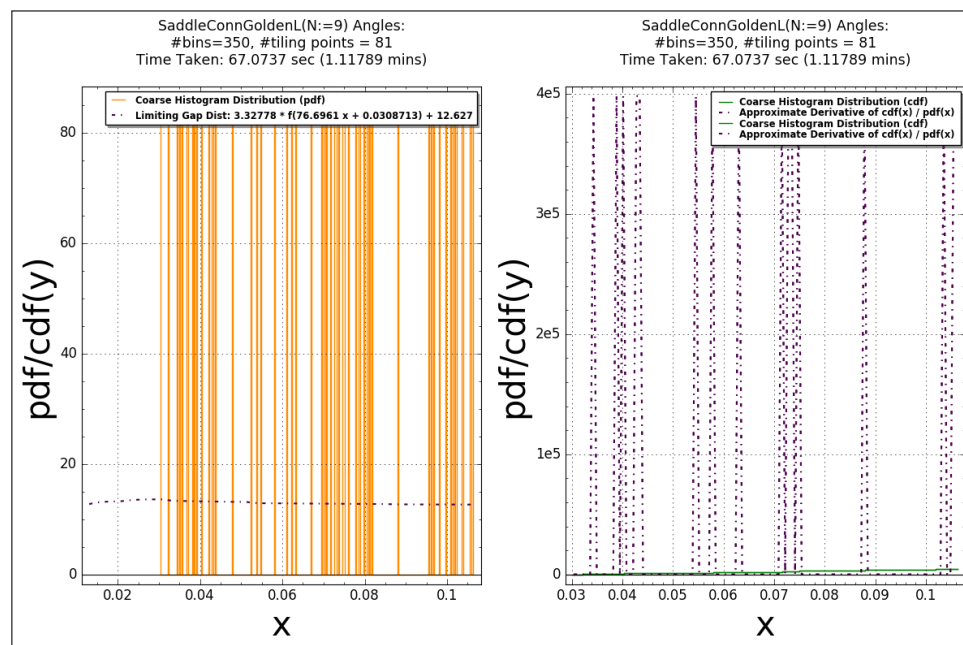 SaddleConnGoldenL(N:=9) Angles:
#bins=350, #tiling points = 81
Time Taken: 67.0737 sec (1.11789 mins)
Coarse Histogram Distribution (pdf)
Limiting Gap Dist: 3.32778 * f(76.6961 x + 0.0308713) + 12.627
80
60
40
20
0
pdf/cdf(y)
0.02
0.04
0.06
0.08
0.1
x
SaddleConnGoldenL(N:=9) Angles:
#bins=350, #tiling points = 81
Time Taken: 67.0737 sec (1.11789 mins)
Coarse Histogram Distribution (cdf)
Approximate Derivative of cdf(x) / pdf(x)
Coarse Histogram Distribution (cdf)
Approximate Derivative of cdf(x) / pdf(x)
4e5
3e5
2e5
1e5
0
pdf/cdf(y)
0.03
0.04
0.05
0.06
0.07
0.08
0.09
0.1
x